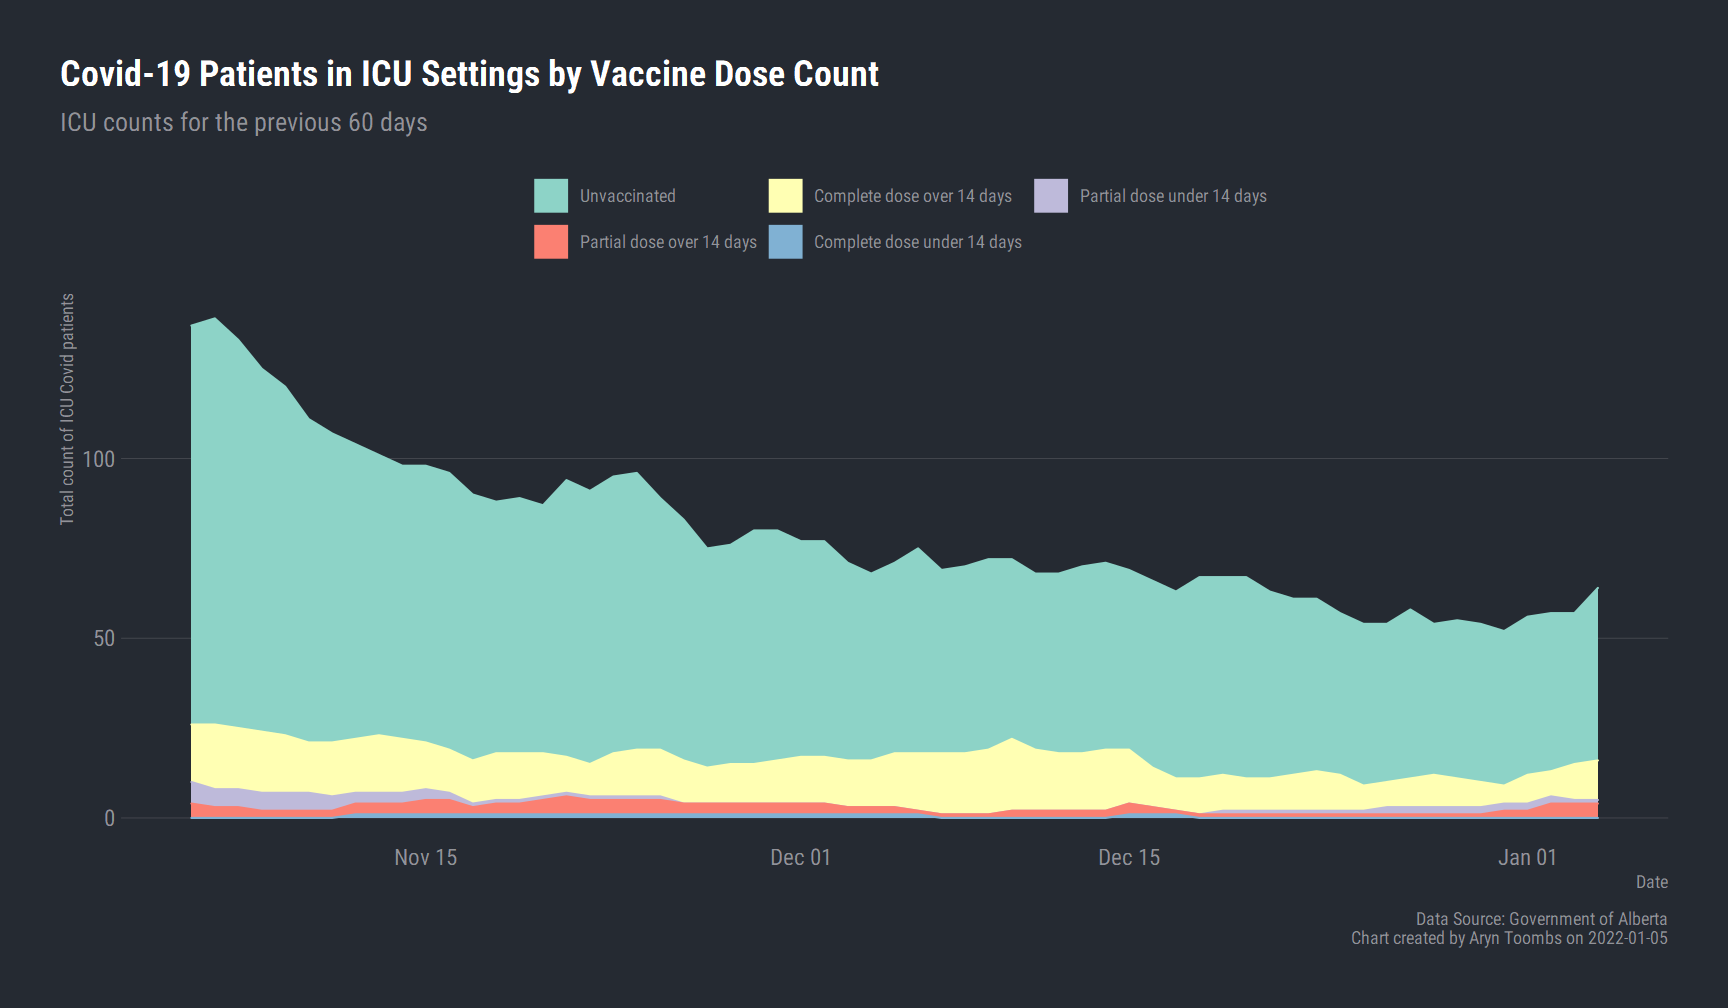 Covid-19 Patients in ICU Settings by Vaccine Dose Count
ICU counts for the previous 60 days
Unvaccinated
Complete dose over 14 days
Partial dose under 14 days
Partial dose over 14 days
Complete dose under 14 days
Total count of ICU Covid patients
100
50
0
Nov 15
Dec 01
Dec 15
Jan 01
Date
Data Source: Government of Alberta
Chart created by Aryn Toombs on 2022-01-05